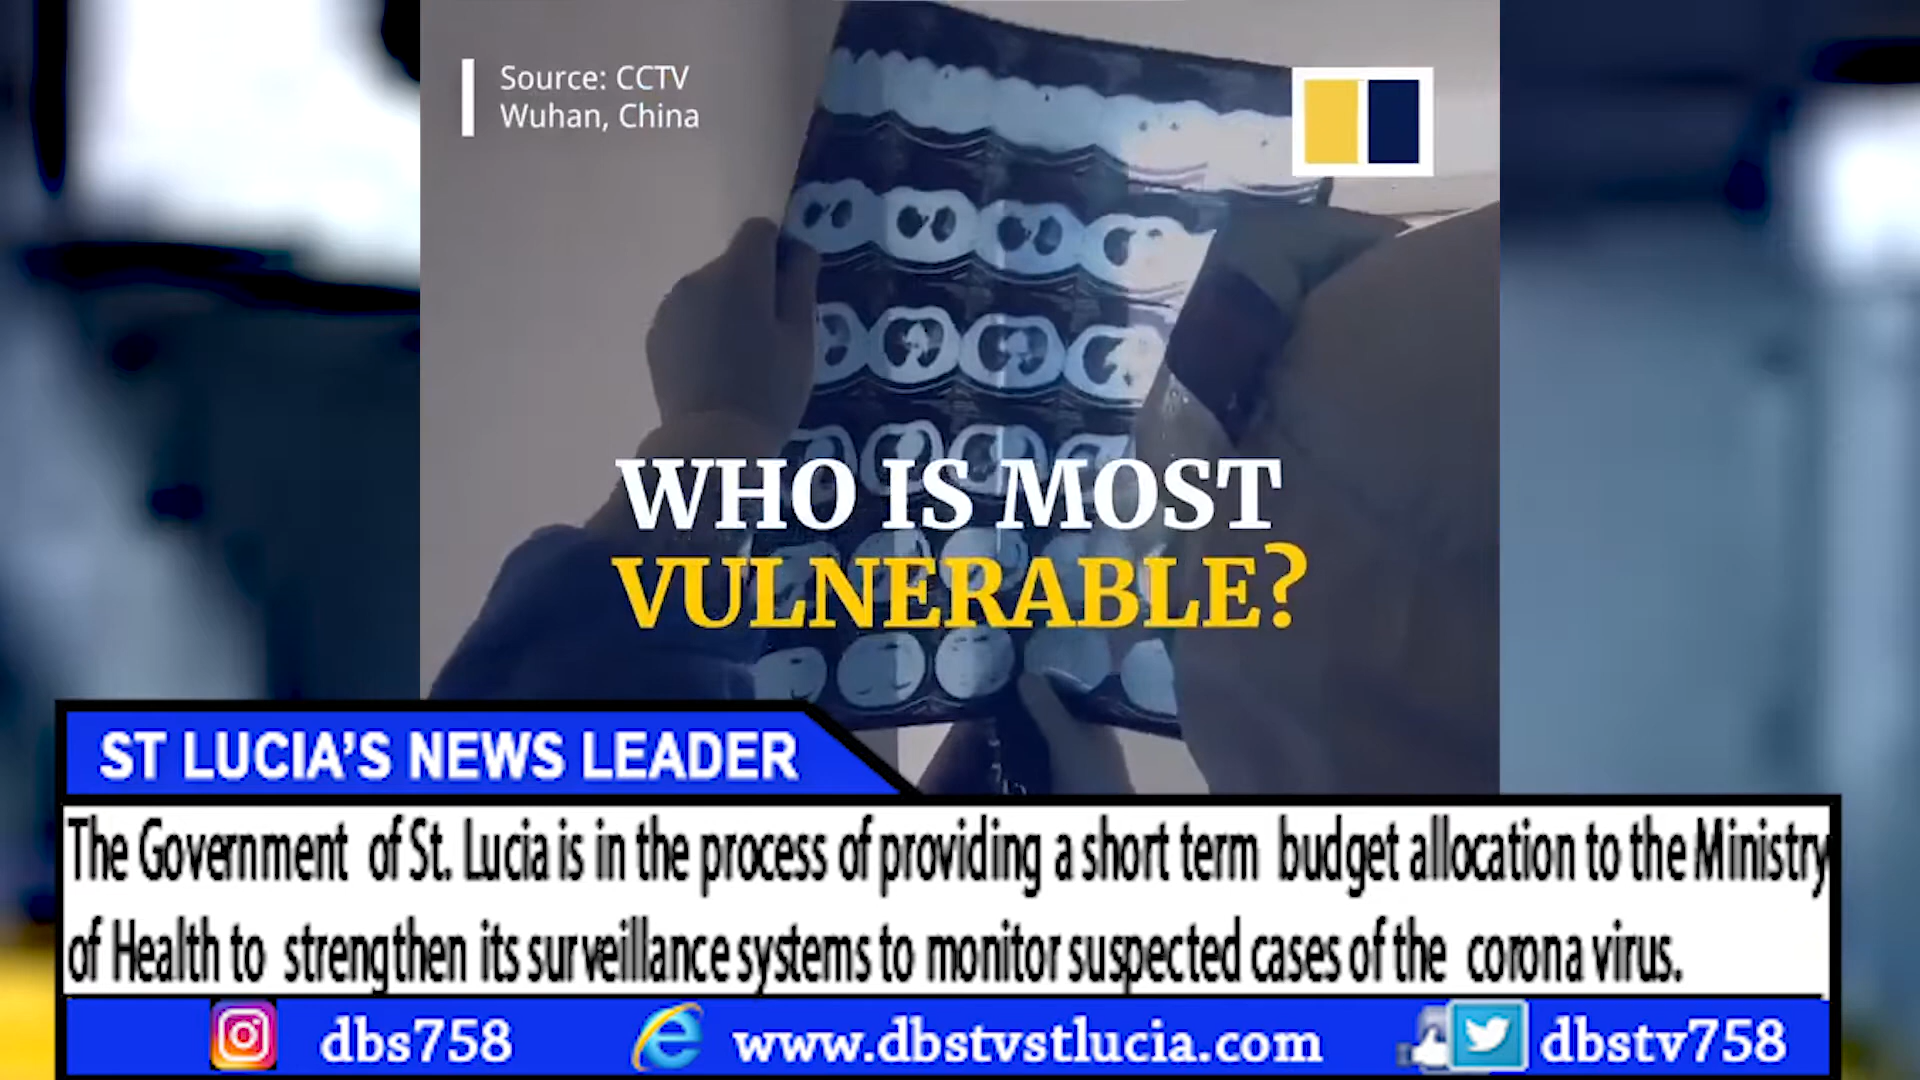 Source: CCTV
Wuhan, China
WHO IS MOST
VULNERABLE?
ST LUCIA'S NEWS LEADER
The Government of St. Lucia is in the process of providing a short term budget allocation to the Ministry
of Health to strengthen its surveillance systems to monitor suspected cases of the corona virus.
dbs758 www.dbstvstlucia.com dbstv758